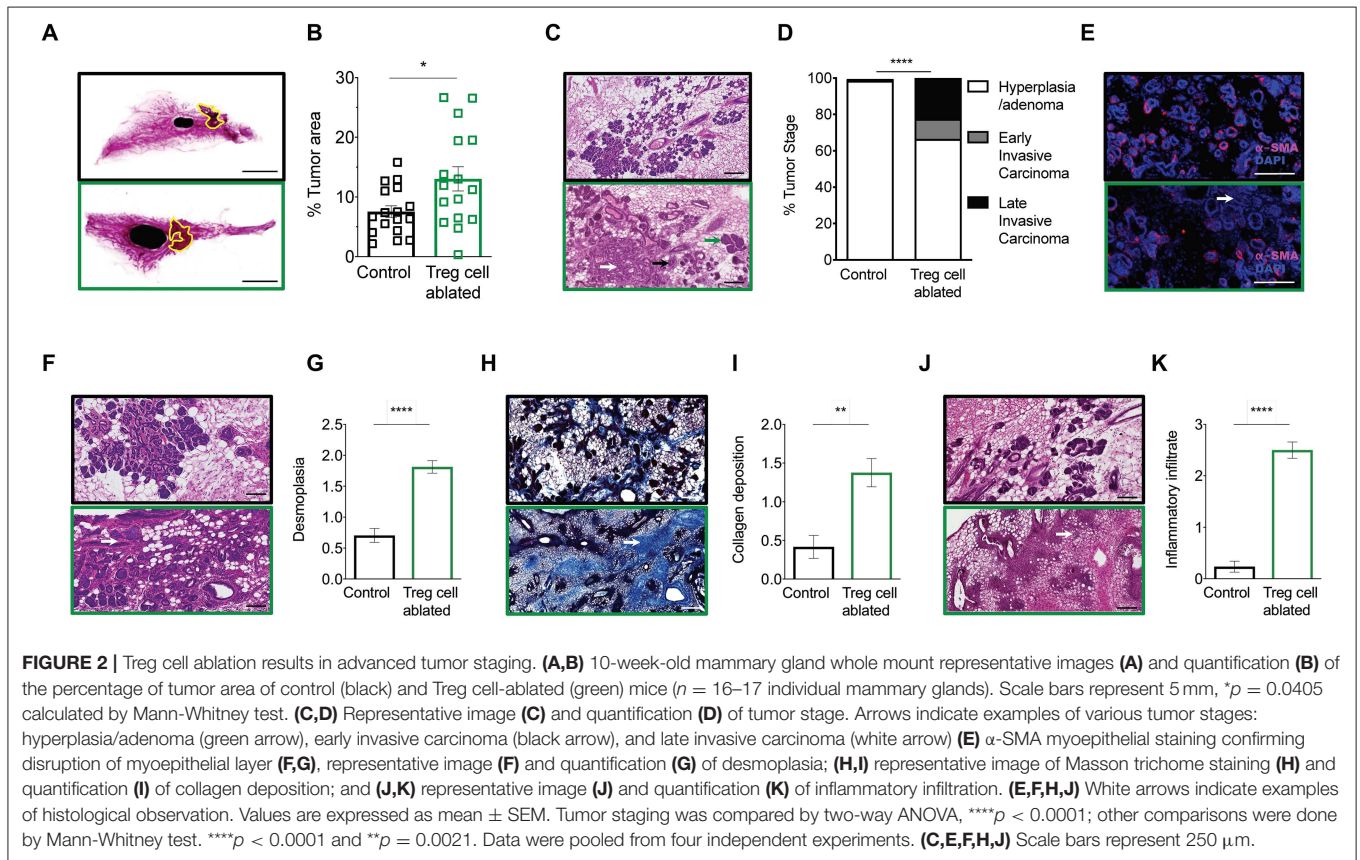 A
B
C
D
E
*
30
20
10
0
% Tumor area
Control
Treg cell
ablated
****
100
80
60
40
20
0
% Tumor Stage
Control
Treg cell
ablated
Hyperplasia
/adenoma
Early
Invasive
Carcinoma
Late
Invasive
Carcinoma
α-SMA
DAPI
α-SMA
DAPI
F
G
H
I
J
K
****
2.5
2.0
1.5
1.0
0.5
0.0
Desmoplasia
Control
Treg cell
ablated
**
2.0
1.5
1.0
0.5
0.0
Collagen deposition
Control
Treg cell
ablated
****
3
2
1
0
Inflammatory infiltrate
Control
Treg cell
ablated
FIGURE 2 | Treg cell ablation results in advanced tumor staging. (A,B) 10-week-old mammary gland whole mount representative images (A) and quantification (B) of
the percentage of tumor area of control (black) and Treg cell-ablated (green) mice (n = 16–17 individual mammary glands). Scale bars represent 5 mm, *p = 0.0405
calculated by Mann-Whitney test. (C,D) Representative image (C) and quantification (D) of tumor stage. Arrows indicate examples of various tumor stages:
hyperplasia/adenoma (green arrow), early invasive carcinoma (black arrow), and late invasive carcinoma (white arrow) (E) α-SMA myoepithelial staining confirming
disruption of myoepithelial layer (F,G), representative image (F) and quantification (G) of desmoplasia; (H,I) representative image of Masson trichome staining (H) and
quantification (I) of collagen deposition; and (J,K) representative image (J) and quantification (K) of inflammatory infiltration. (E,F,H,J) White arrows indicate examples
of histological observation. Values are expressed as mean ± SEM. Tumor staging was compared by two-way ANOVA, ****p < 0.0001; other comparisons were done
by Mann-Whitney test. ****p < 0.0001 and **p = 0.0021. Data were pooled from four independent experiments. (C,E,F,H,J) Scale bars represent 250 μm.